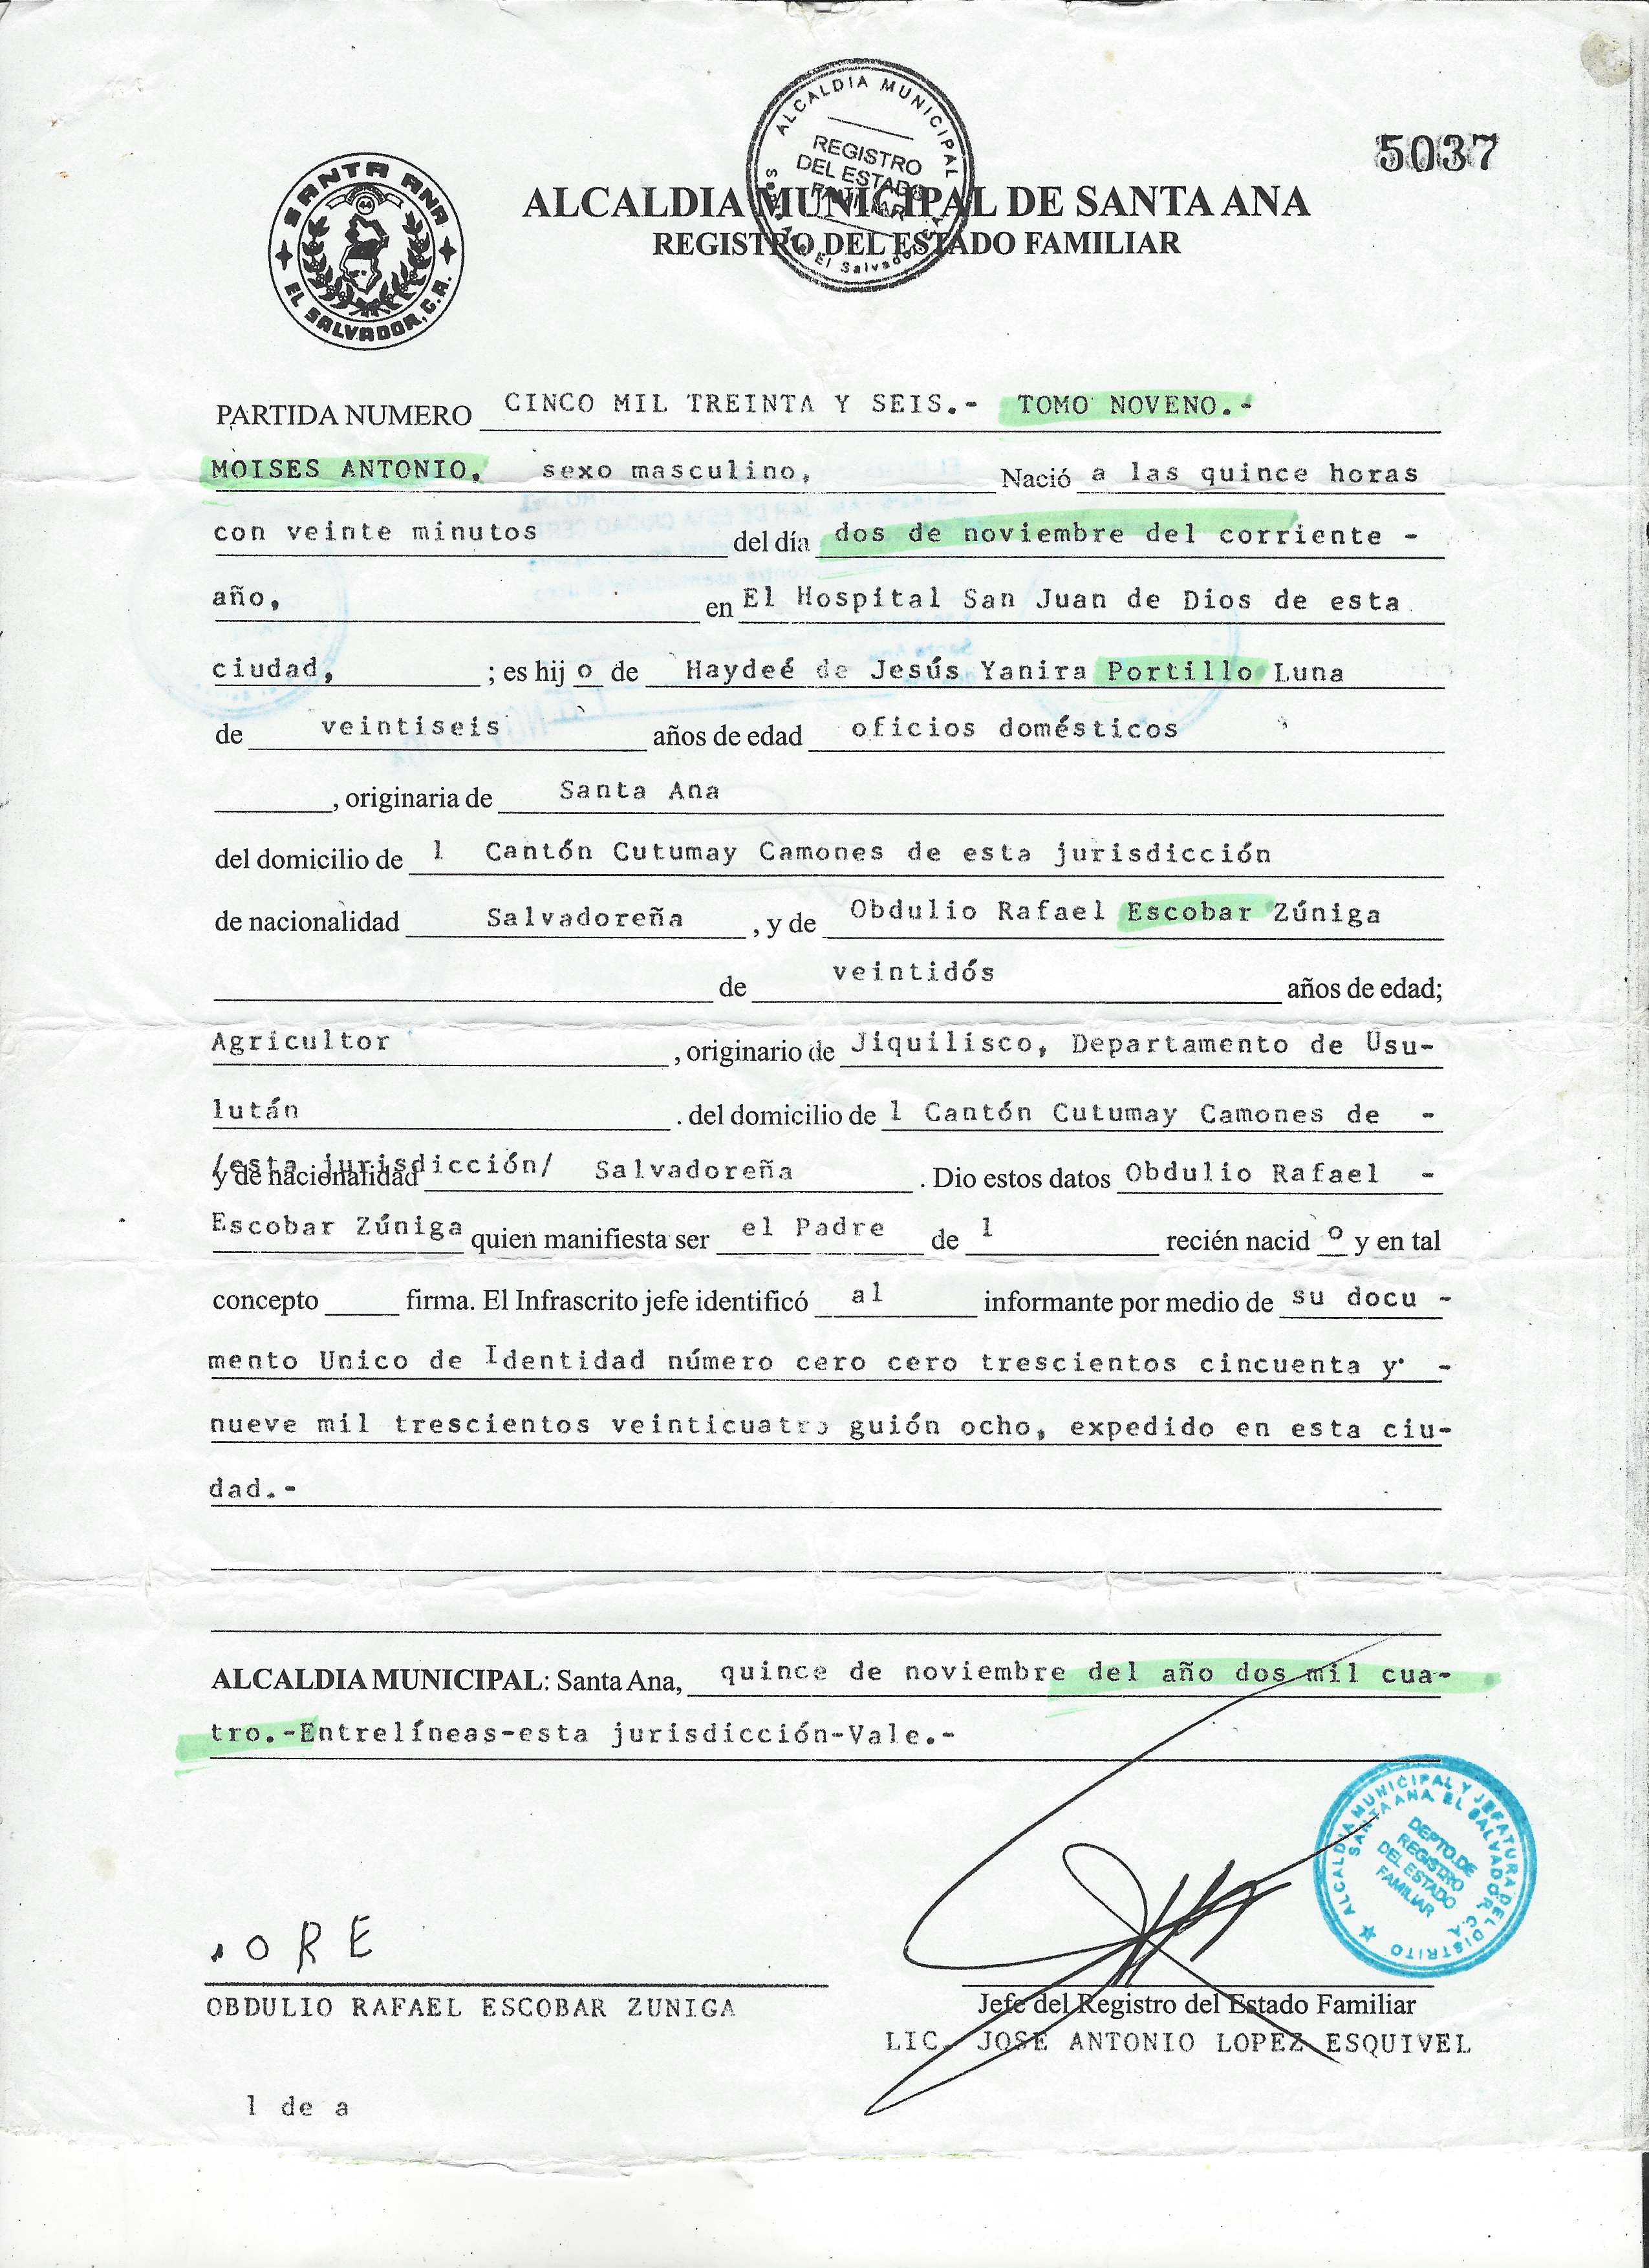 ALCALDIA MUNICIPAL
REGISTRO
DEL ESTADO
El Salvador
5037
SANTA ANA
EL SALVADOR, C.A.
ALCALDIA MUNICIPAL DE SANTA ANA
REGISTRO DEL ESTADO FAMILIAR
PARTIDA NUMERO CINCO MIL TREINTA Y SEIS.- TOMO NOVENO.-
MOISES ANTONIO, sexo masculino, Nació a las quince horas
con veinte minutos del día dos de noviembre del corriente -
año, en El Hospital San Juan de Dios de esta
ciudad, ; es hij o de Haydeé de Jesús Yanira Portillo Luna
de veintiseis años de edad oficios domésticos
, originaria de Santa Ana
del domicilio de l Cantón Cutumay Camones de esta jurisdicción
de nacionalidad Salvadoreña , y de Obdulio Rafael Escobar Zúniga
de veintidós años de edad;
Agricultor , originario de Jiquilisco, Departamento de Usu-
lután . del domicilio de l Cantón Cutumay Camones de -
/esta jurisdicción/
y de nacionalidad Salvadoreña . Dio estos datos Obdulio Rafael -
Escobar Zúniga quien manifiesta ser el Padre de l recién nacid o y en tal
concepto firma. El Infrascrito jefe identificó al informante por medio de su docu -
mento Unico de Identidad número cero cero trescientos cincuenta y -
nueve mil trescientos veinticuatro guión ocho, expedido en esta ciu-
dad.-
ALCALDIA MUNICIPAL: Santa Ana, quince de noviembre del año dos mil cua-
tro.-Entrelíneas-esta jurisdicción-Vale.-
ALCALDIA MUNICIPAL Y JEFATURA DEL DISTRITO
SANTA ANA. EL SALVADOR C.A.
DEPTO. DE
REGISTRO
DEL ESTADO
FAMILIAR
O R E
OBDULIO RAFAEL ESCOBAR ZUNIGA
Jefe del Registro del Estado Familiar
LIC. JOSE ANTONIO LOPEZ ESQUIVEL
l de a